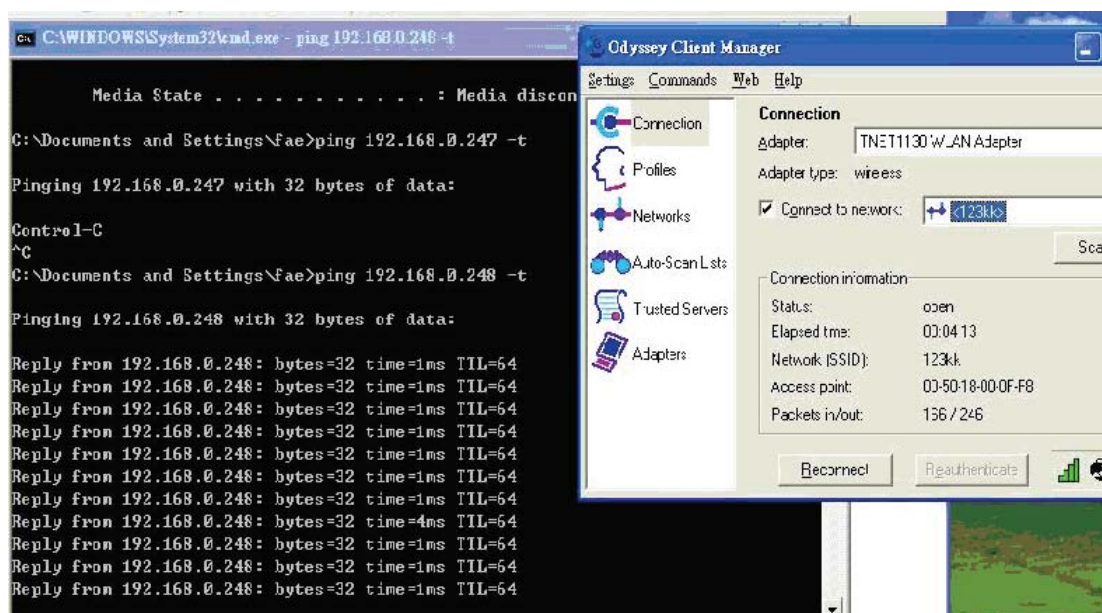 C:\WINDOWS\System32\cmd.exe - ping 192.168.0.248 -t
Media State . . . . . . . . . . . . : Media discon
C:\Documents and Settings\fae>ping 192.168.0.247 -t
Pinging 192.168.0.247 with 32 bytes of data:
Control-C
^C
C:\Documents and Settings\fae>ping 192.168.0.248 -t
Pinging 192.168.0.248 with 32 bytes of data:
Reply from 192.168.0.248: bytes=32 time=1ms TTL=64
Reply from 192.168.0.248: bytes=32 time=1ms TTL=64
Reply from 192.168.0.248: bytes=32 time=1ms TTL=64
Reply from 192.168.0.248: bytes=32 time=1ms TTL=64
Reply from 192.168.0.248: bytes=32 time=1ms TTL=64
Reply from 192.168.0.248: bytes=32 time=1ms TTL=64
Reply from 192.168.0.248: bytes=32 time=1ms TTL=64
Reply from 192.168.0.248: bytes=32 time=4ms TTL=64
Reply from 192.168.0.248: bytes=32 time=1ms TTL=64
Reply from 192.168.0.248: bytes=32 time=1ms TTL=64
Reply from 192.168.0.248: bytes=32 time=1ms TTL=64
Odyssey Client Manager
Settings Commands Web Help
Connection
Profiles
Networks
Auto-Scan Lists
Trusted Servers
Adapters
Connection
Adapter: TNET1130 WLAN Adapter
Adapter type: wireless
Connect to network: <123kk>
Sca
Connection information
Status: open
Elapsed time: 00:04:13
Network (SSID): 123kk
Access point: 00-50-18-00-0F-F8
Packets in/out: 166 / 246
Reconnect Reauthenticate